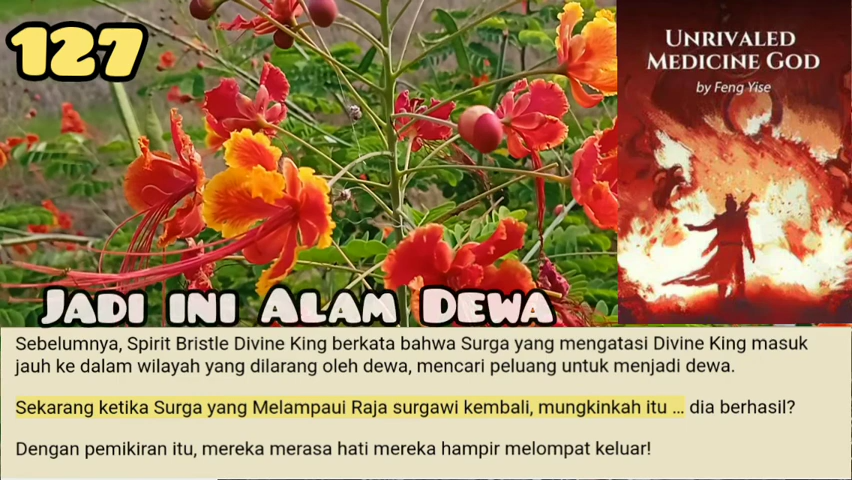 127
UNRIVALED
MEDICINE GOD
by Feng Yise
JADI INI ALAM DEWA
Sebelumnya, Spirit Bristle Divine King berkata bahwa Surga yang mengatasi Divine King masuk
jauh ke dalam wilayah yang dilarang oleh dewa, mencari peluang untuk menjadi dewa.
Sekarang ketika Surga yang Melampaui Raja surgawi kembali, mungkinkah itu ... dia berhasil?
Dengan pemikiran itu, mereka merasa hati mereka hampir melompat keluar!